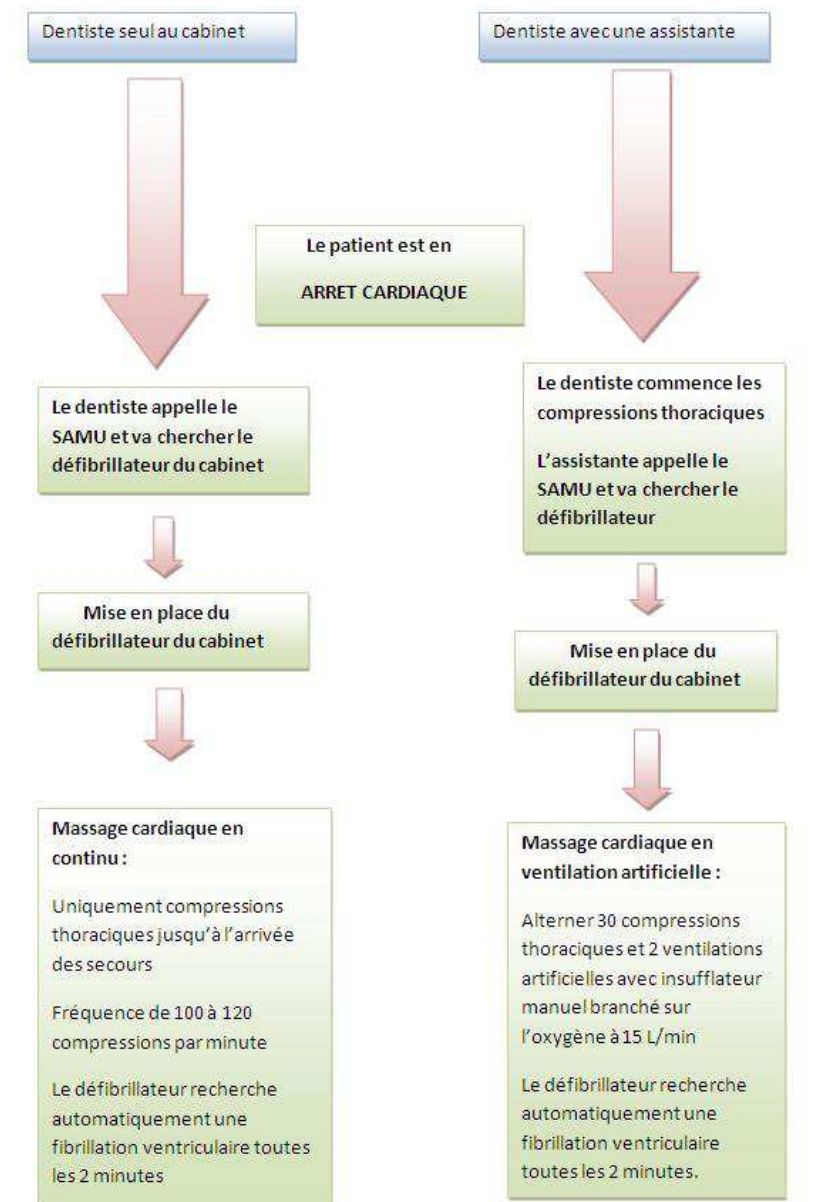 Dentiste seul au cabinet
Dentiste avec une assistante
Le patient est en
ARRET CARDIAQUE
Le dentiste appelle le
SAMU et va chercher le
défibrillateur du cabinet
Mise en place du
défibrillateur du cabinet
Massage cardiaque en
continu :
Uniquement compressions
thoraciques jusqu'à l'arrivée
des secours
Fréquence de 100 à 120
compressions par minute
Le défibrillateur recherche
automatiquement une
fibrillation ventriculaire toutes
les 2 minutes
Le dentiste commence les
compressions thoraciques
L'assistante appelle le
SAMU et va chercher le
défibrillateur
Mise en place du
défibrillateur du cabinet
Massage cardiaque en
ventilation artificielle :
Alterner 30 compressions
thoraciques et 2 ventilations
artificielles avec insufflateur
manuel branché sur
l'oxygène à 15 L/min
Le défibrillateur recherche
automatiquement une
fibrillation ventriculaire
toutes les 2 minutes.